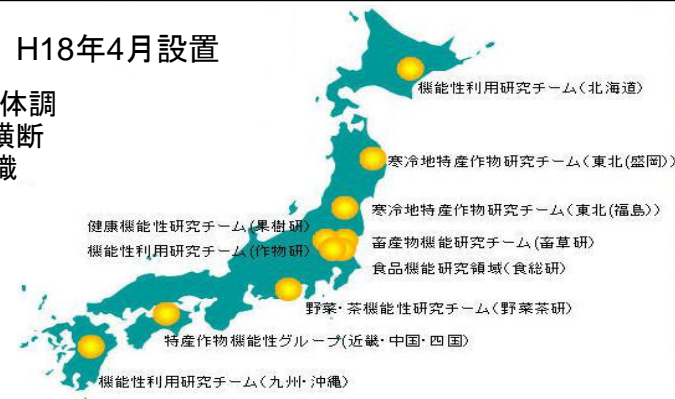 H18年4月設置
体調
横断
織
機能性利用研究チーム(北海道)
寒冷地特産作物研究チーム(東北(盛岡))
寒冷地特産作物研究チーム(東北(福島))
健康機能性研究チーム(果樹研)
機能性利用研究チーム(作物研)
畜産物機能研究チーム(畜草研)
食品機能研究領域(食総研)
野菜・茶機能性研究チーム(野菜茶研)
特産作物機能性グループ(近畿・中国・四国)
機能性利用研究チーム(九州・沖縄)